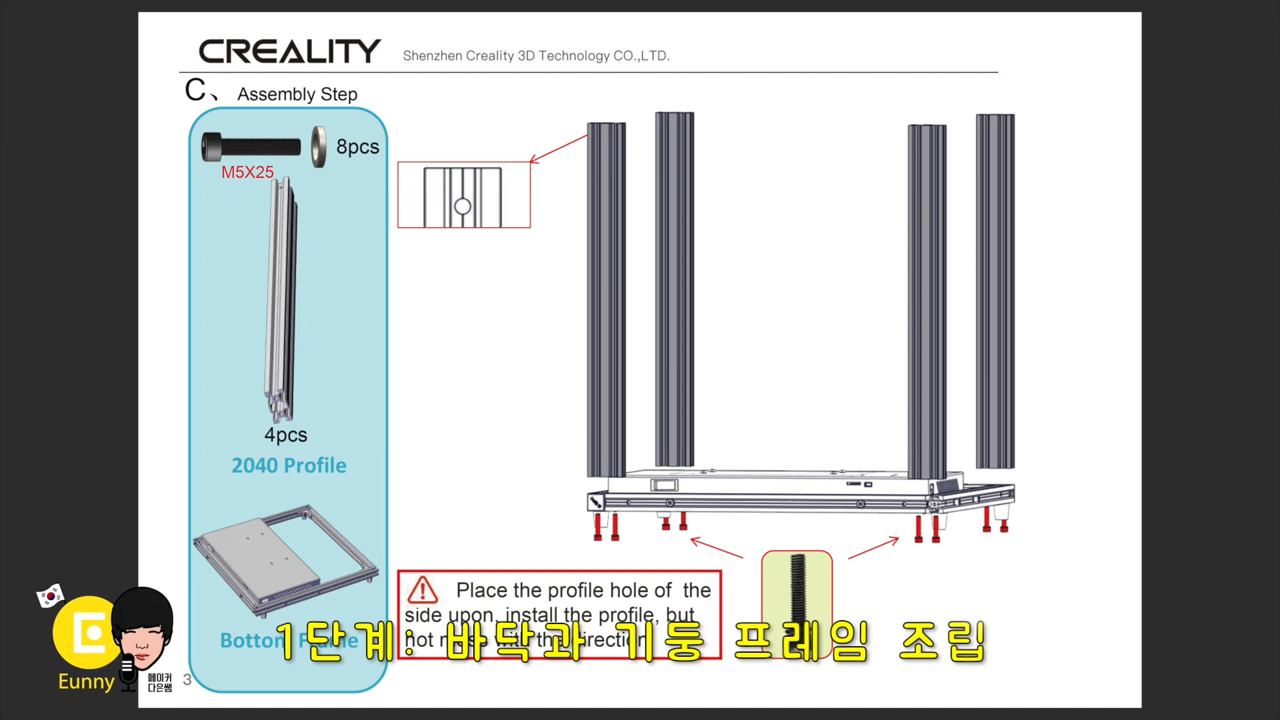 CREALITY Shenzhen Creality 3D Technology CO.,LTD.
C、 Assembly Step
8pcs
M5X25
4pcs
2040 Profile
Place the profile hole of the
side upon, install the profile, but
1단계: 바닥과 기둥 프레임 조립
Eunny
메이커
다은쌤
3